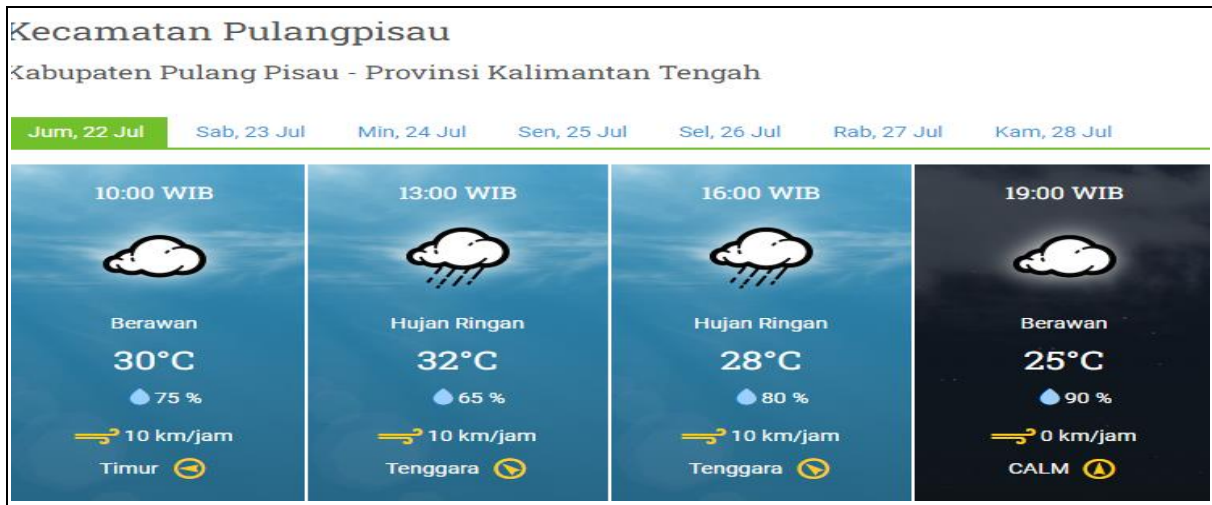 Kecamatan Pulangpisau
Kabupaten Pulang Pisau - Provinsi Kalimantan Tengah
Jum, 22 Jul Sab, 23 Jul Min, 24 Jul Sen, 25 Jul Sel, 26 Jul Rab, 27 Jul Kam, 28 Jul
10:00 WIB 13:00 WIB 16:00 WIB 19:00 WIB
Berawan Hujan Ringan Hujan Ringan Berawan
30°C 32°C 28°C 25°C
75 % 65 % 80 % 90 %
10 km/jam 10 km/jam 10 km/jam 0 km/jam
Timur Tenggara Tenggara CALM